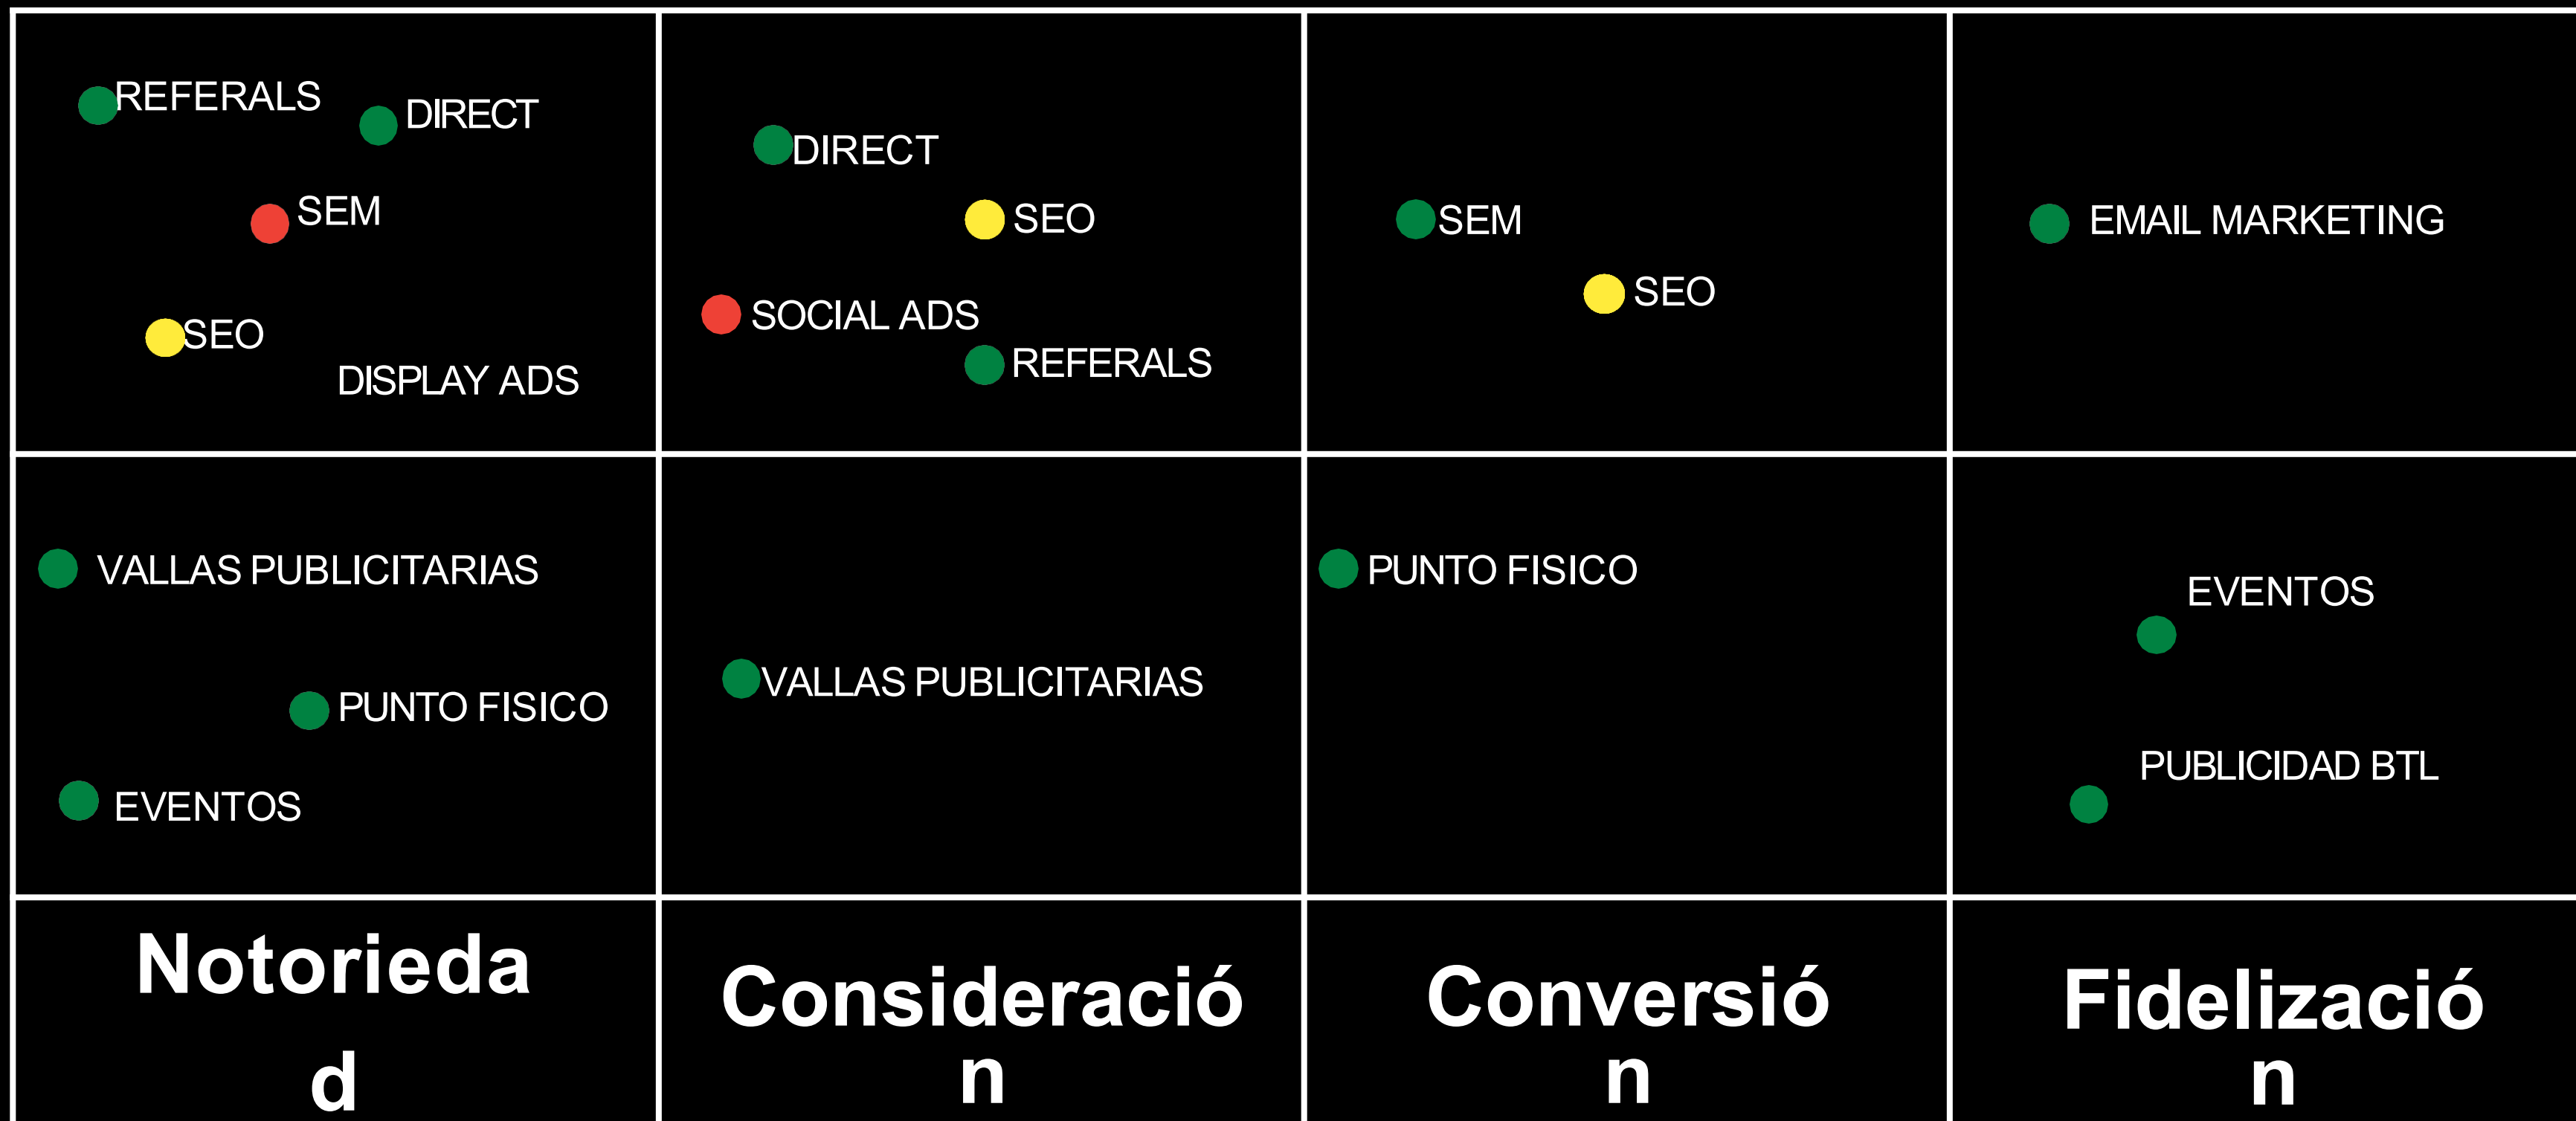 REFERALS
DIRECT
SEM
SEO
DISPLAY ADS
DIRECT
SEO
SOCIAL ADS
REFERALS
SEM
SEO
EMAIL MARKETING
VALLAS PUBLICITARIAS
PUNTO FISICO
EVENTOS
VALLAS PUBLICITARIAS
PUNTO FISICO
EVENTOS
PUBLICIDAD BTL
Notorieda
d
Consideració
n
Conversió
n
Fidelizació
n